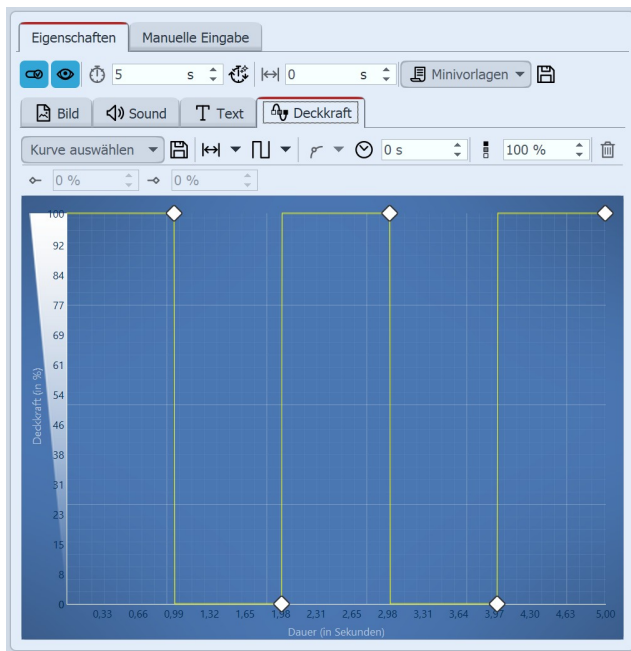 Eigenschaften Manuelle Eingabe
5 s 0 s Minivorlagen
Bild Sound Text Deckkraft
Kurve auswählen 0 s 100 %
0 % 0 %
100
92
84
77
69
61
54
46
38
31
23
15
8
0
Deckkraft (in %)
0,33 0,66 0,99 1,32 1,65 1,98 2,31 2,65 2,98 3,31 3,64 3,97 4,30 4,63 5,00
Dauer (in Sekunden)